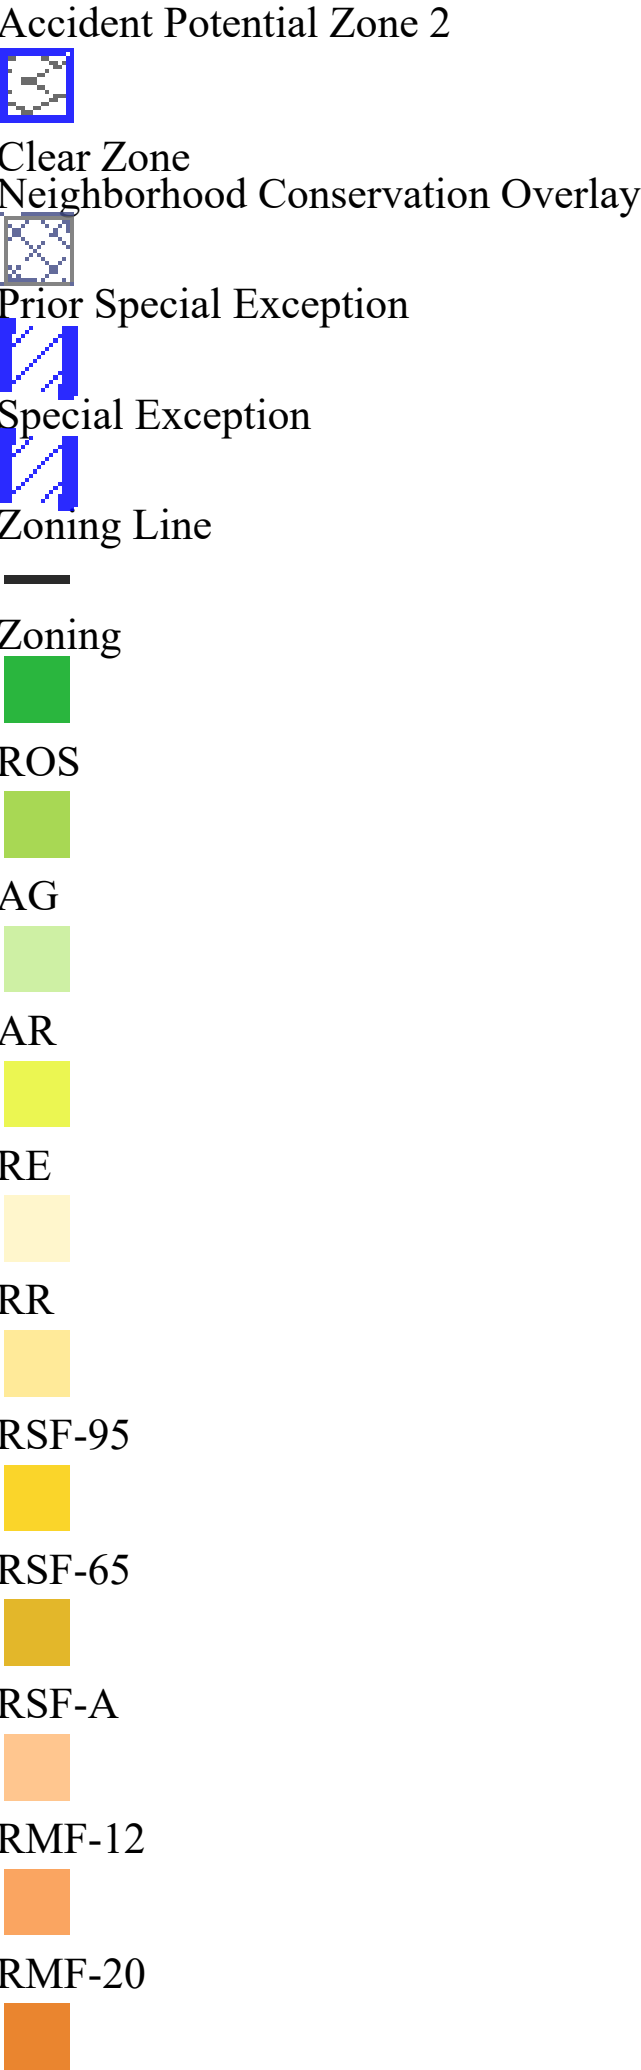 Accident Potential Zone 2
Clear Zone
Neighborhood Conservation Overlay
Prior Special Exception
Special Exception
Zoning Line
Zoning
ROS
AG
AR
RE
RR
RSF-95
RSF-65
RSF-A
RMF-12
RMF-20